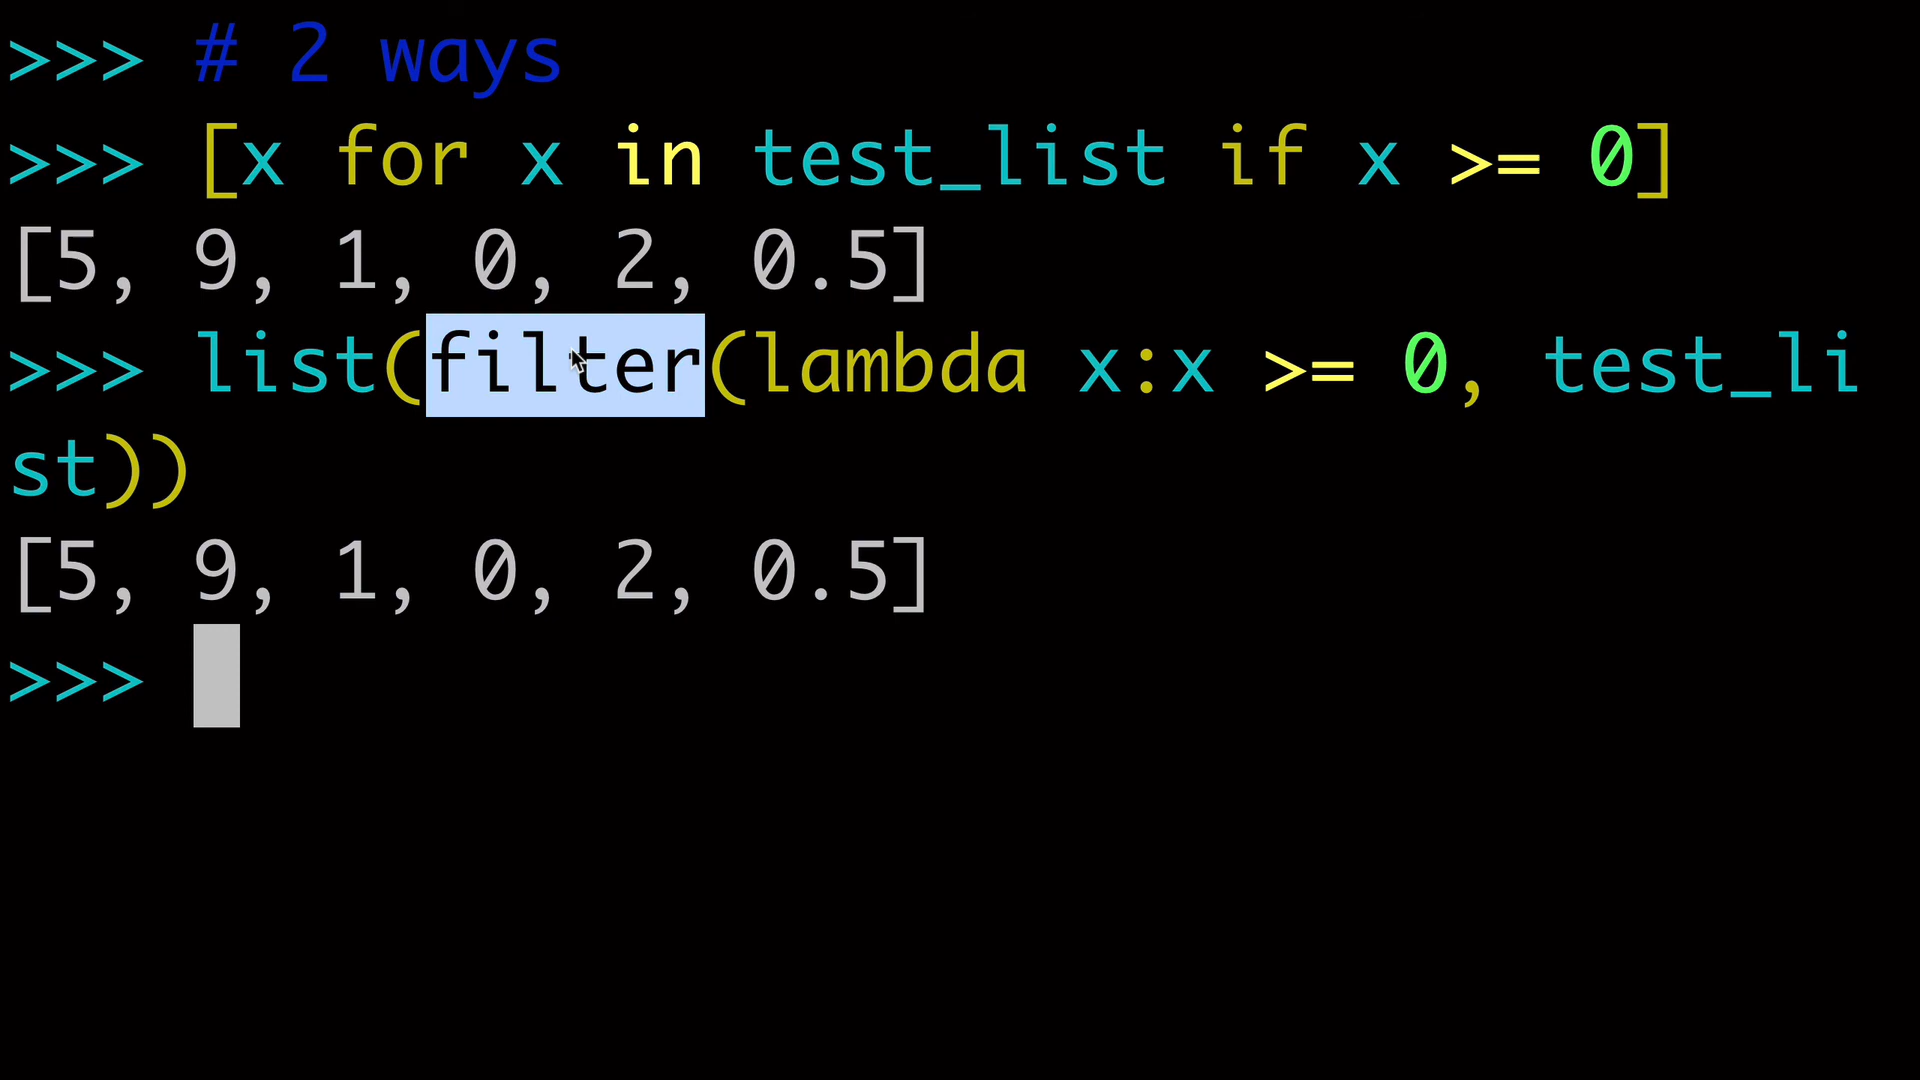 >>> # 2 ways
>>> [x for x in test_list if x >= 0]
[5, 9, 1, 0, 2, 0.5]
>>> list(filter(lambda x:x >= 0, test_li
st))
[5, 9, 1, 0, 2, 0.5]
>>>